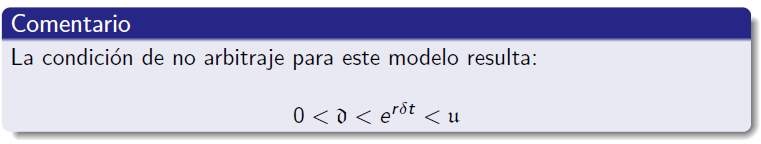 Comentario
La condición de no arbitraje para este modelo resulta:
0 < 𝔡 < e^{rδt} < 𝔲